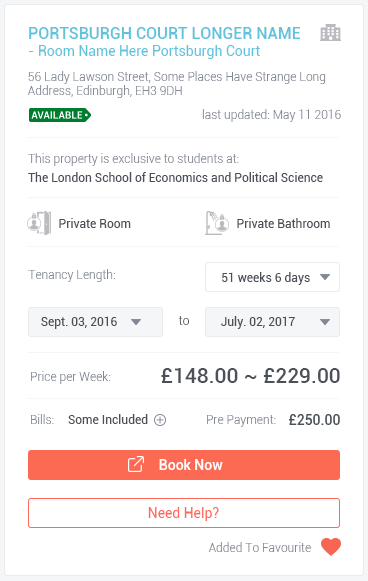 PORTSBURGH COURT LONGER NAME
- Room Name Here Portsburgh Court
56 Lady Lawson Street, Some Places Have Strange Long
Address, Edinburgh, EH3 9DH
AVAILABLE
last updated: May 11 2016
This property is exclusive to students at:
The London School of Economics and Political Science
Private Room
Private Bathroom
Tenancy Length:
51 weeks 6 days
Sept. 03, 2016
to
July. 02, 2017
Price per Week:
£148.00 ~ £229.00
Bills:
Some Included
Pre Payment:
£250.00
Book Now
Need Help?
Added To Favourite